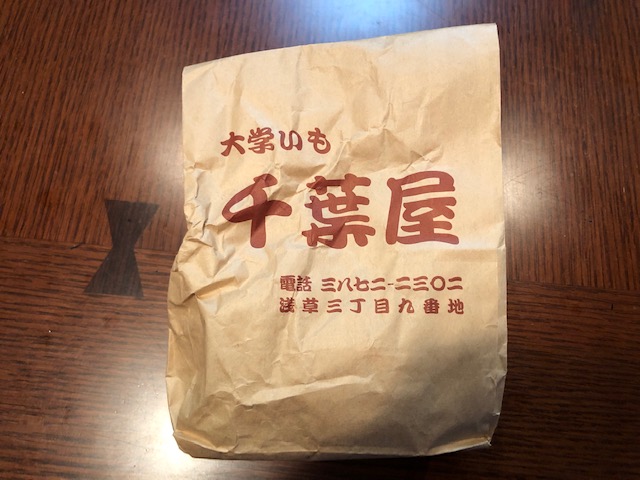 大学いも
千葉屋
電話 三八七二-二三〇二
浅草三丁目九番地